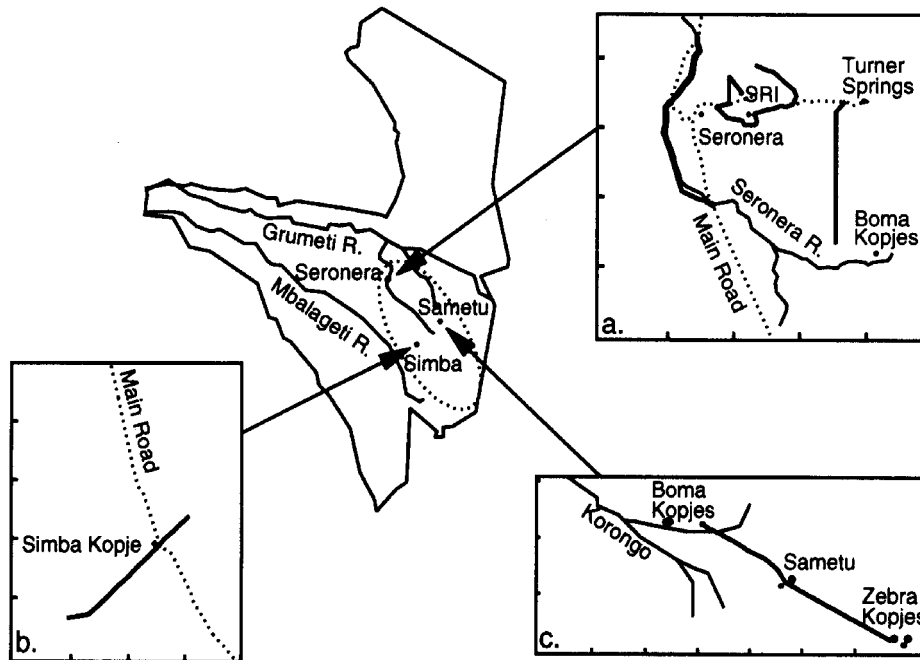 Grumeti R.
Seronera
Mbalageti R.
Sametu
Simba
SRI
Turner
Springs
Seronera
Seronera R.
Boma
Kopjes
Main Road
a.
Main Road
Simba Kopje
b.
Boma
Kopjes
Korongo
Sametu
Zebra
Kopjes
c.